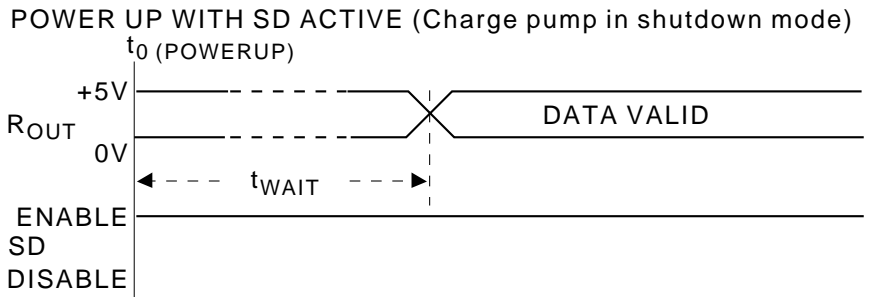 POWER UP WITH SD ACTIVE (Charge pump in shutdown mode)
t0 (POWERUP)
+5V
ROUT
DATA VALID
0V
tWAIT
ENABLE
SD
DISABLE